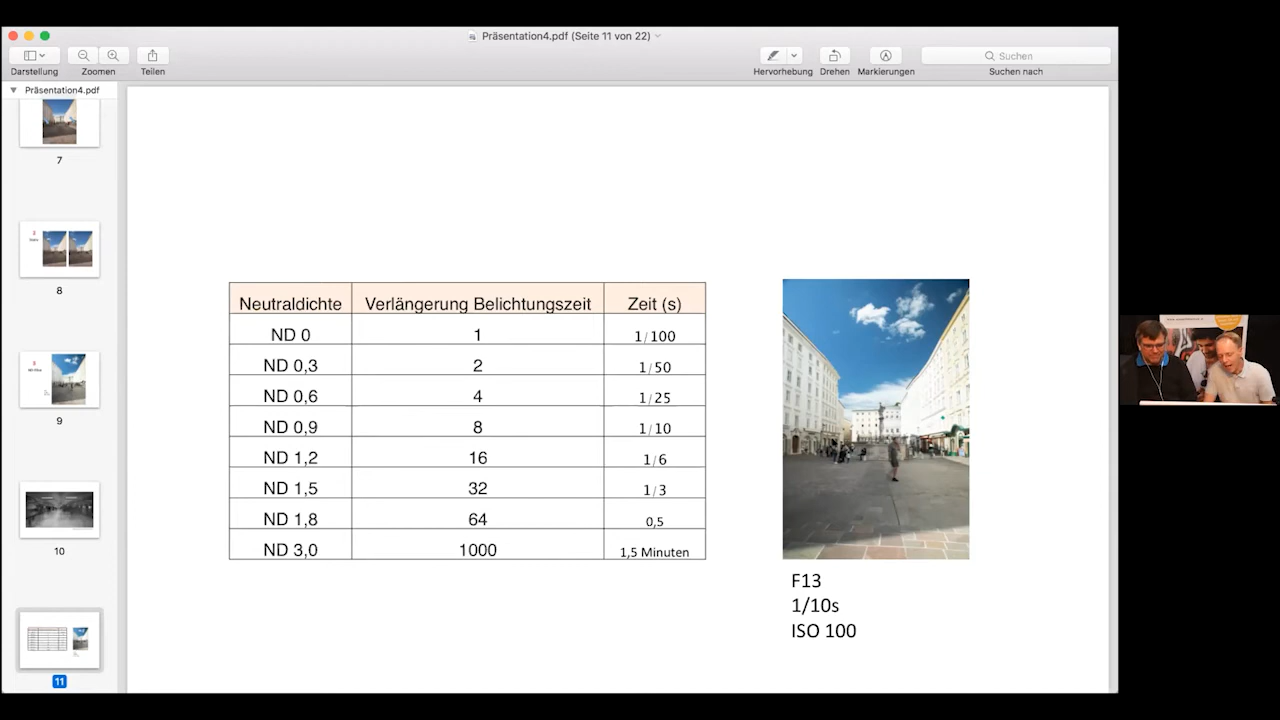 Präsentation4.pdf (Seite 11 von 22)
Darstellung
Zoomen
Teilen
Hervorhebung
Drehen
Markierungen
Suchen
Suchen nach
Präsentation4.pdf
7
8
9
10
11
Neutraldichte Verlängerung Belichtungszeit Zeit (s)
ND 0 1 1/100
ND 0,3 2 1/50
ND 0,6 4 1/25
ND 0,9 8 1/10
ND 1,2 16 1/6
ND 1,5 32 1/3
ND 1,8 64 0,5
ND 3,0 1000 1,5 Minuten
F13
1/10s
ISO 100